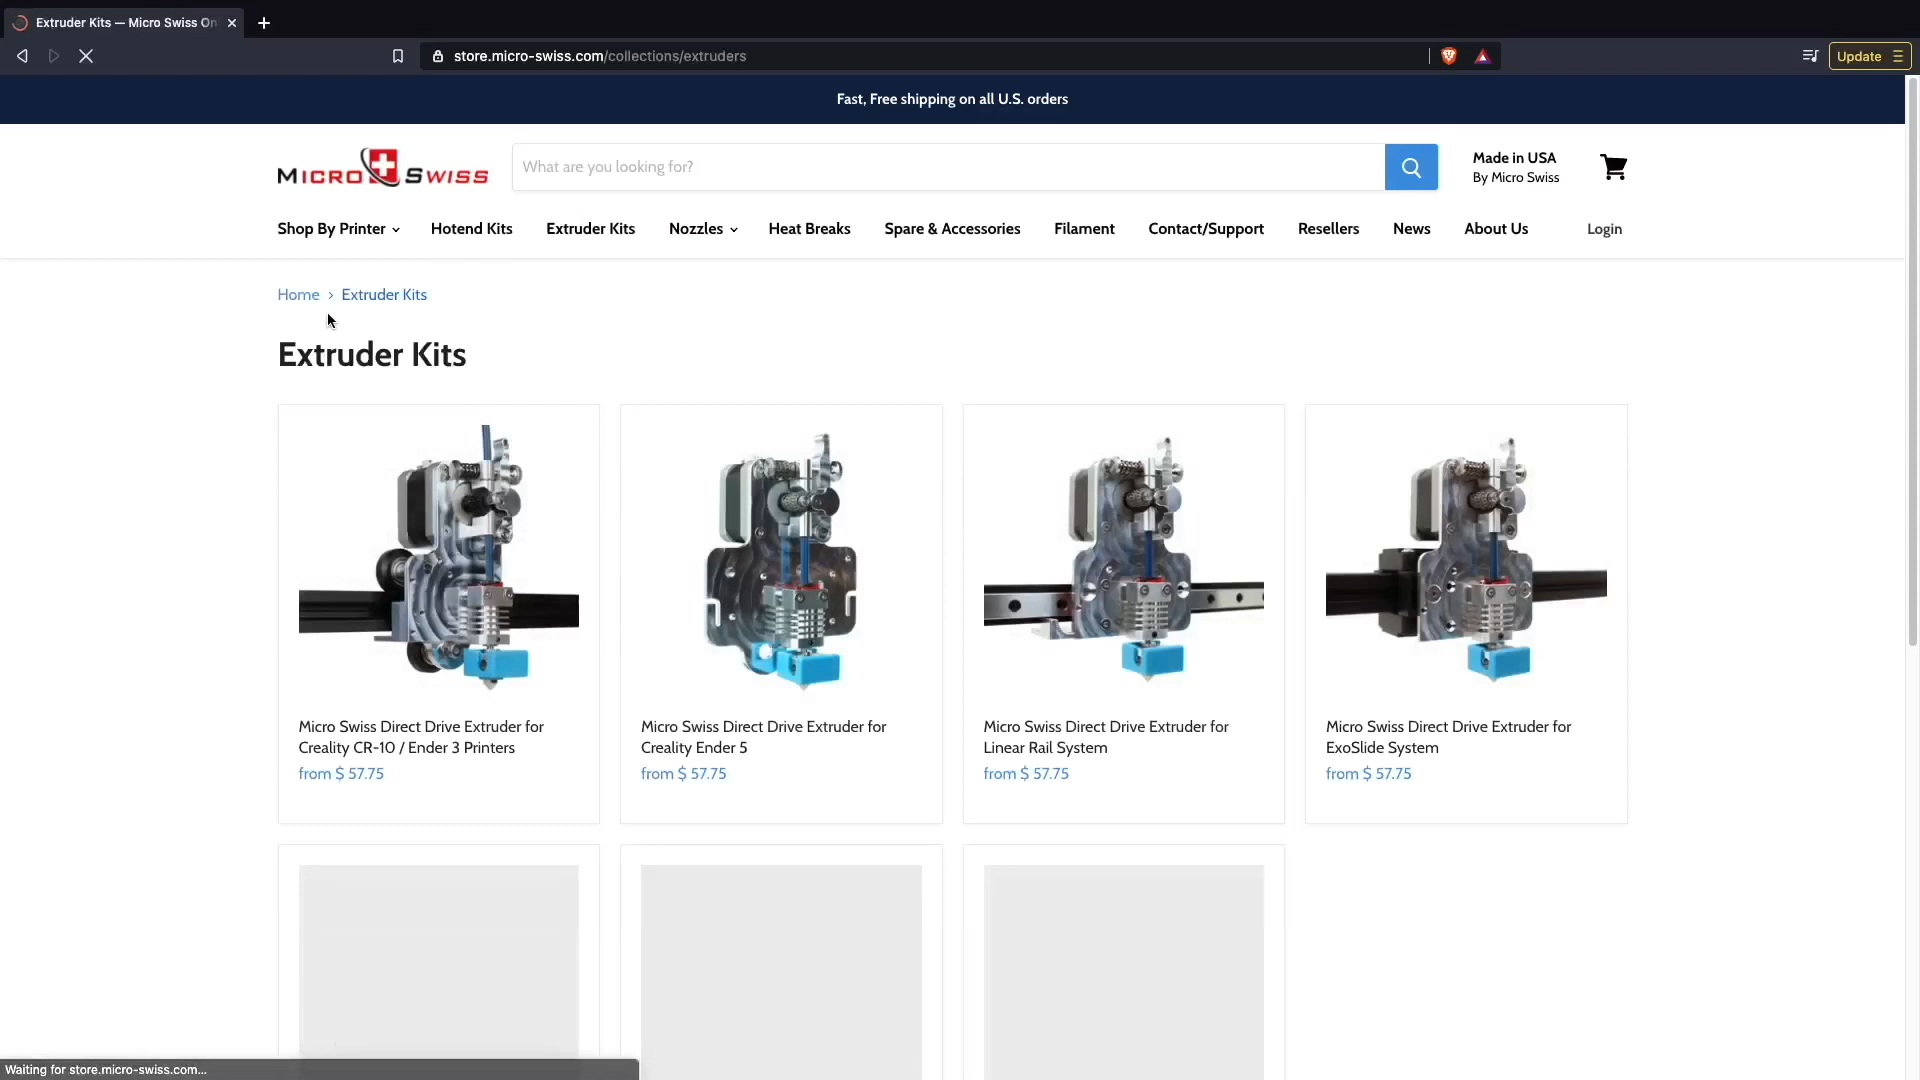 Extruder Kits — Micro Swiss On
store.micro-swiss.com/collections/extruders
Update
Fast, Free shipping on all U.S. orders
MICRO SWISS
What are you looking for?
Made in USA
By Micro Swiss
Shop By Printer
Hotend Kits
Extruder Kits
Nozzles
Heat Breaks
Spare & Accessories
Filament
Contact/Support
Resellers
News
About Us
Login
Home > Extruder Kits
Extruder Kits
Micro Swiss Direct Drive Extruder for
Creality CR-10 / Ender 3 Printers
from $ 57.75
Micro Swiss Direct Drive Extruder for
Creality Ender 5
from $ 57.75
Micro Swiss Direct Drive Extruder for
Linear Rail System
from $ 57.75
Micro Swiss Direct Drive Extruder for
ExoSlide System
from $ 57.75
Waiting for store.micro-swiss.com...